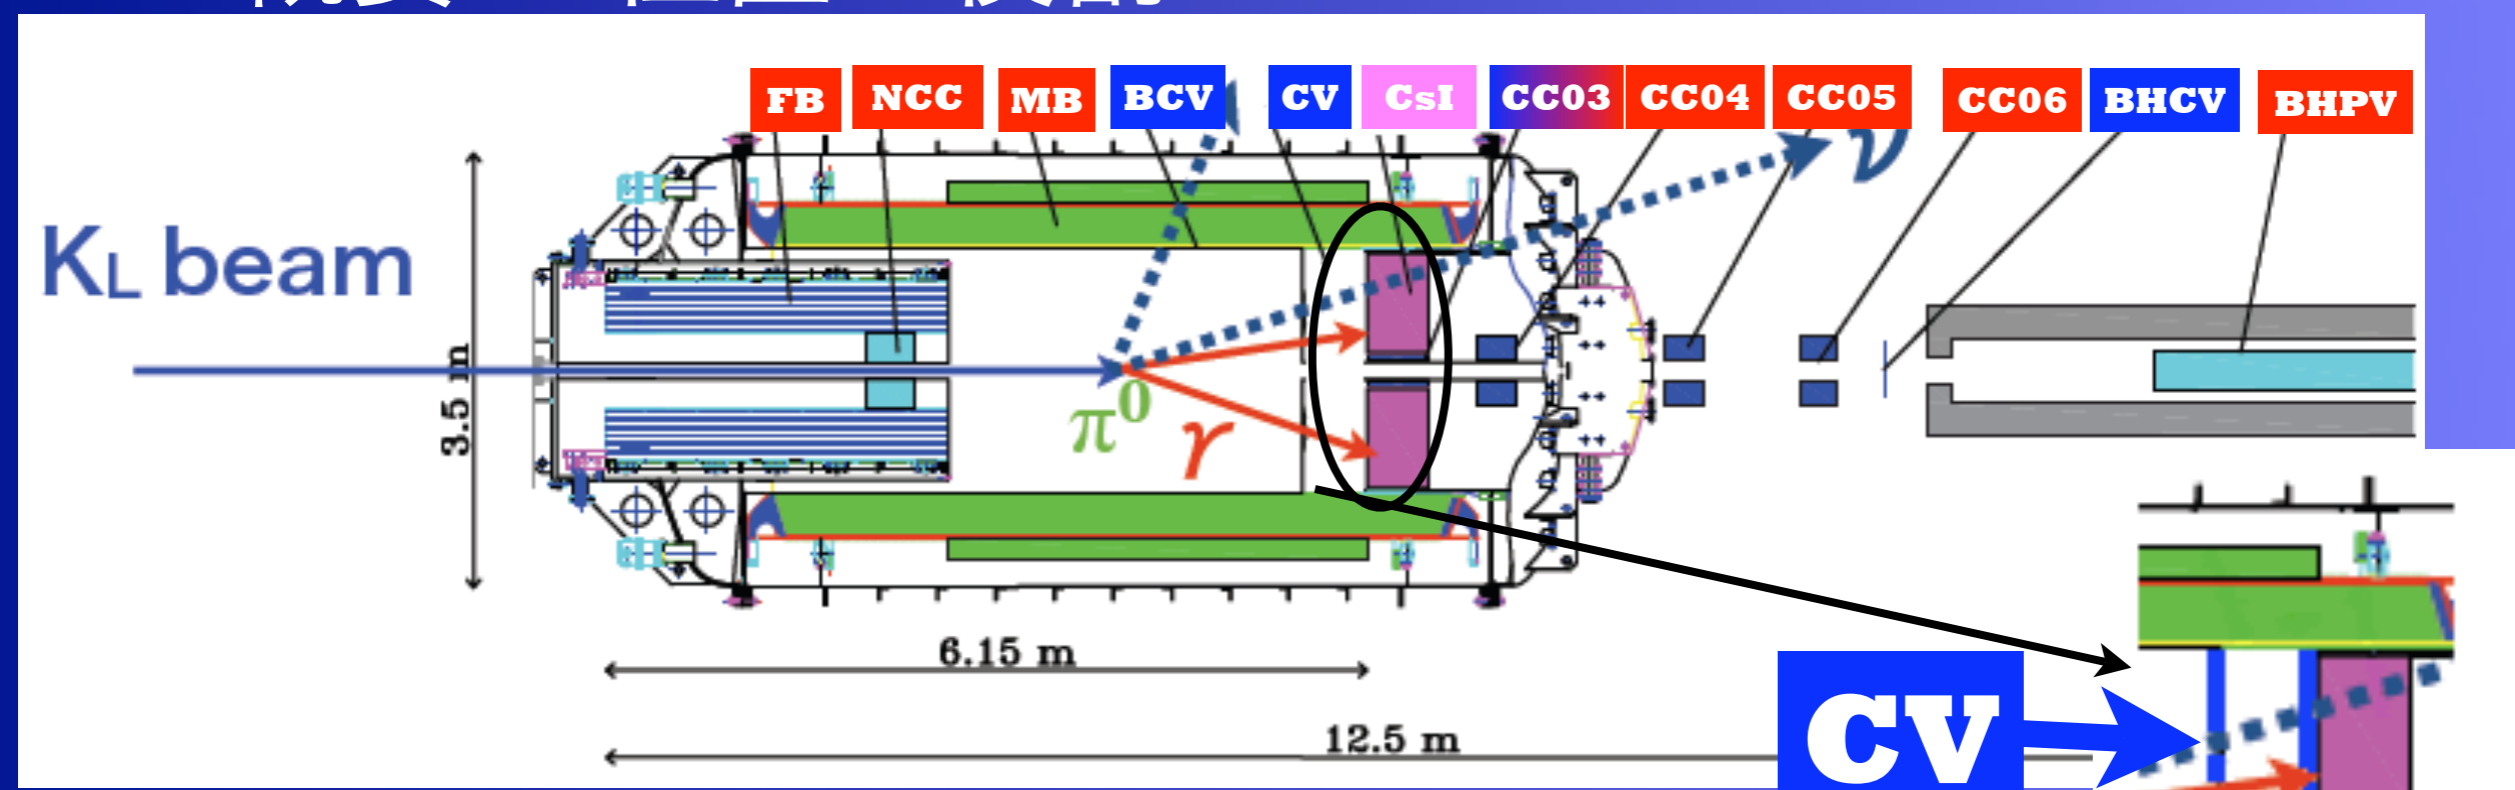 FB NCC MB BCV CV CsI CC03 CC04 CC05 CC06 BHCV BHPV
ν
KL beam
3.5 m
π0
γ
6.15 m
12.5 m
CV